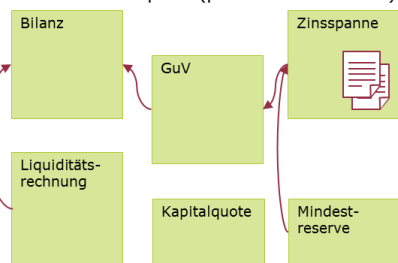 Bilanz
Zinsspanne
GuV
Liquiditäts-
rechnung
Kapitalquote
Mindest-
reserve